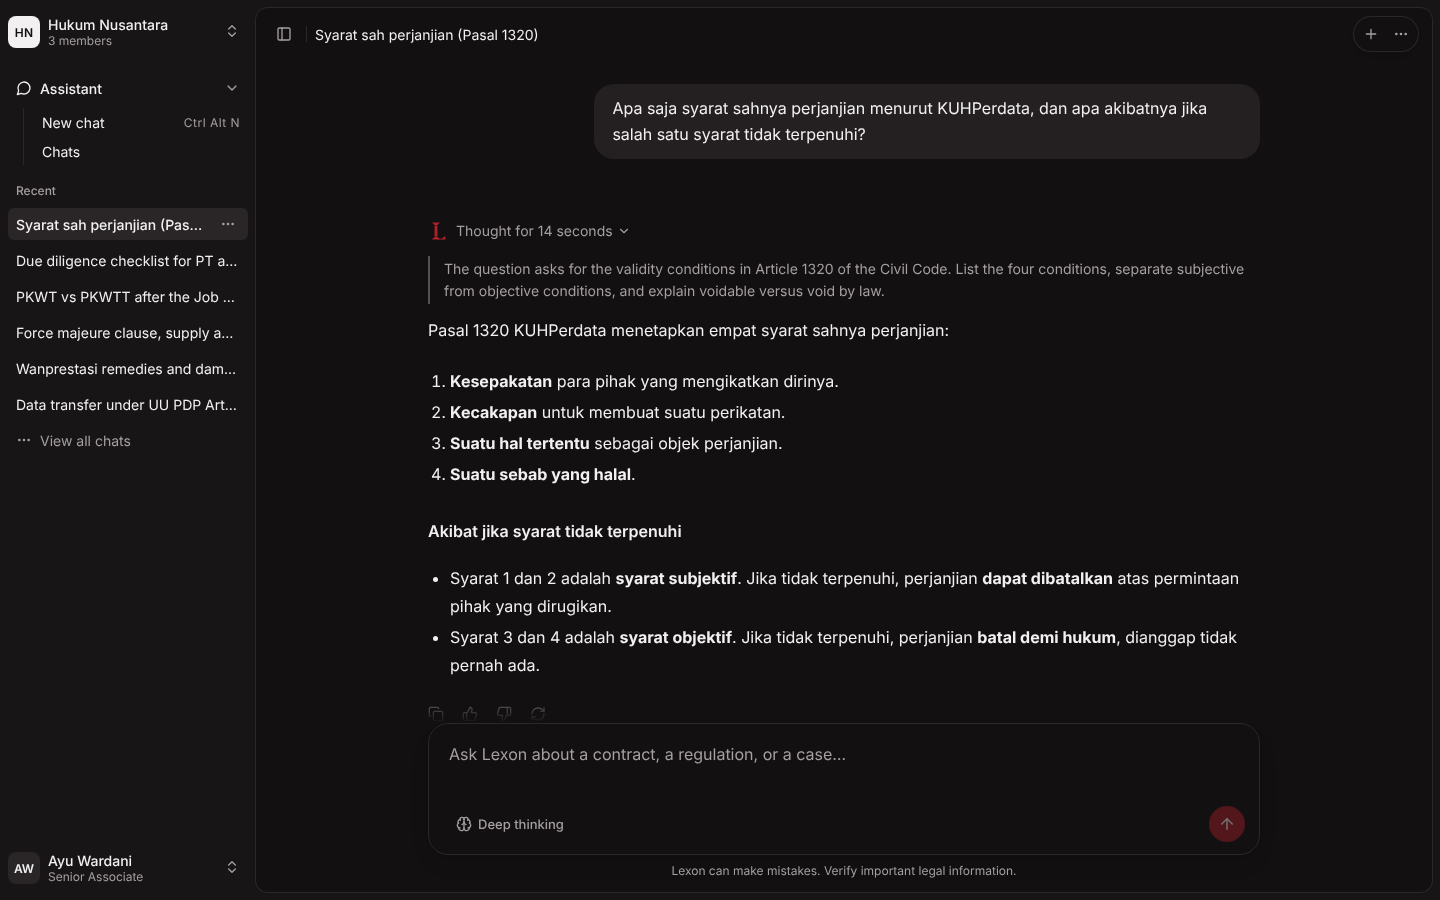 HN
Hukum Nusantara
3 members
Assistant
New chat
Ctrl Alt N
Chats
Recent
Syarat sah perjanjian (Pas...
Due diligence checklist for PT a...
PKWT vs PKWTT after the Job ...
Force majeure clause, supply a...
Wanprestasi remedies and dam...
Data transfer under UU PDP Art...
View all chats
AW
Ayu Wardani
Senior Associate
Syarat sah perjanjian (Pasal 1320)
Apa saja syarat sahnya perjanjian menurut KUHPerdata, dan apa akibatnya jika
salah satu syarat tidak terpenuhi?
L Thought for 14 seconds
The question asks for the validity conditions in Article 1320 of the Civil Code. List the four conditions, separate subjective
from objective conditions, and explain voidable versus void by law.
Pasal 1320 KUHPerdata menetapkan empat syarat sahnya perjanjian:
1. Kesepakatan para pihak yang mengikatkan dirinya.
2. Kecakapan untuk membuat suatu perikatan.
3. Suatu hal tertentu sebagai objek perjanjian.
4. Suatu sebab yang halal.
Akibat jika syarat tidak terpenuhi
• Syarat 1 dan 2 adalah syarat subjektif. Jika tidak terpenuhi, perjanjian dapat dibatalkan atas permintaan
pihak yang dirugikan.
• Syarat 3 dan 4 adalah syarat objektif. Jika tidak terpenuhi, perjanjian batal demi hukum, dianggap tidak
pernah ada.
Ask Lexon about a contract, a regulation, or a case...
Deep thinking
Lexon can make mistakes. Verify important legal information.